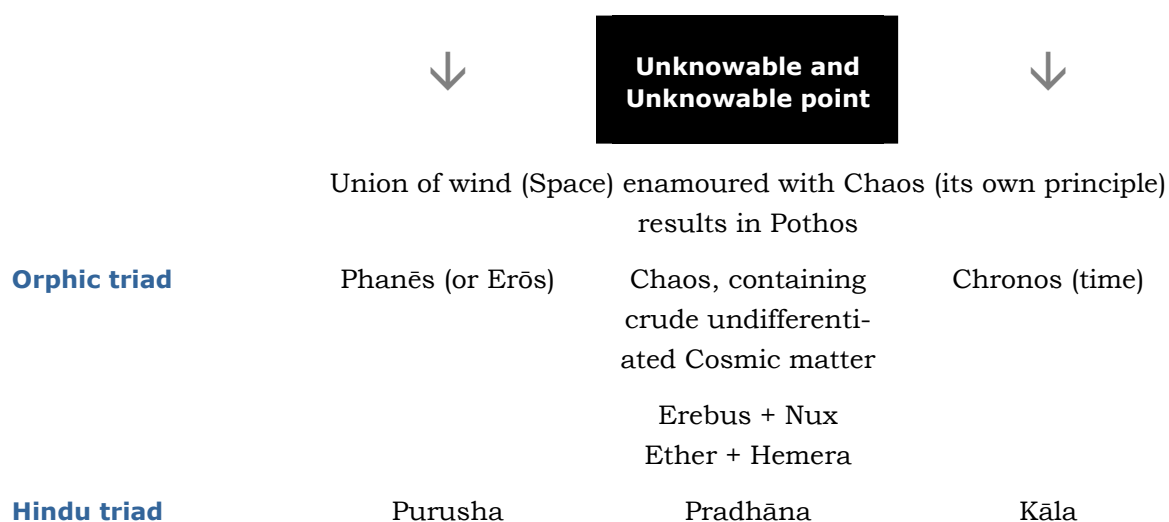 ↓ Unknowable and ↓
Unknowable point
Union of wind (Space) enamoured with Chaos (its own principle)
results in Pothos
Orphic triad Phanēs (or Erōs) Chaos, containing Chronos (time)
crude undifferenti-
ated Cosmic matter
Erebus + Nux
Ether + Hemera
Hindu triad Purusha Pradhāna Kāla